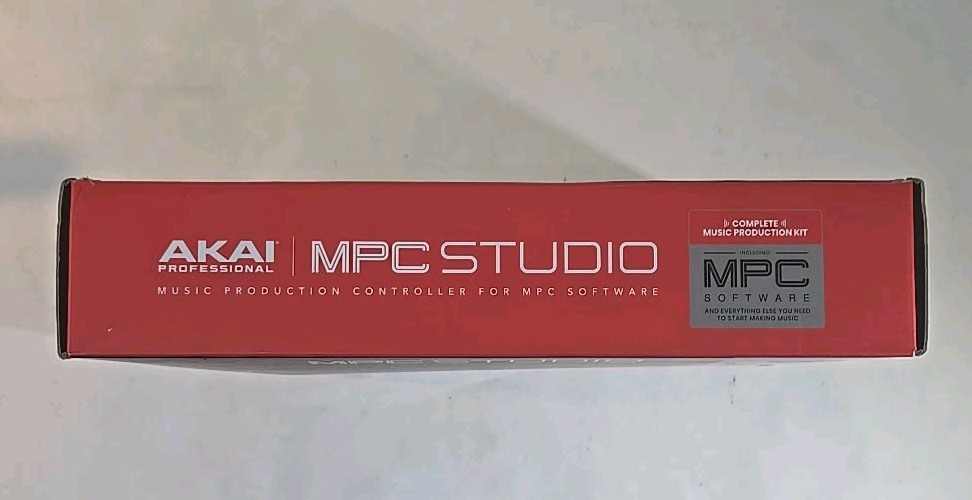 AKAI
PROFESSIONAL
MPC STUDIO
MUSIC PRODUCTION CONTROLLER FOR MPC SOFTWARE
COMPLETE
MUSIC PRODUCTION KIT
INCLUDING
MPC
SOFTWARE
AND EVERYTHING ELSE YOU NEED
TO START MAKING MUSIC